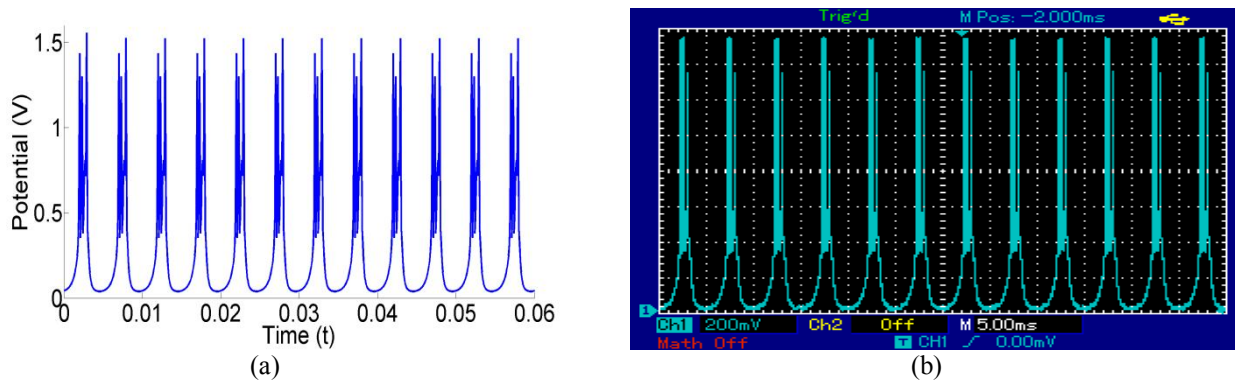 Potential (V)
1.5
1
0.5
0
0 0.01 0.02 0.03 0.04 0.05 0.06
Time (t)
(a)
Trig'd M Pos: -2.000ms
1
Ch1 200mV Ch2 Off M 5.00ms
Math Off T CH1 0.00mV
(b)